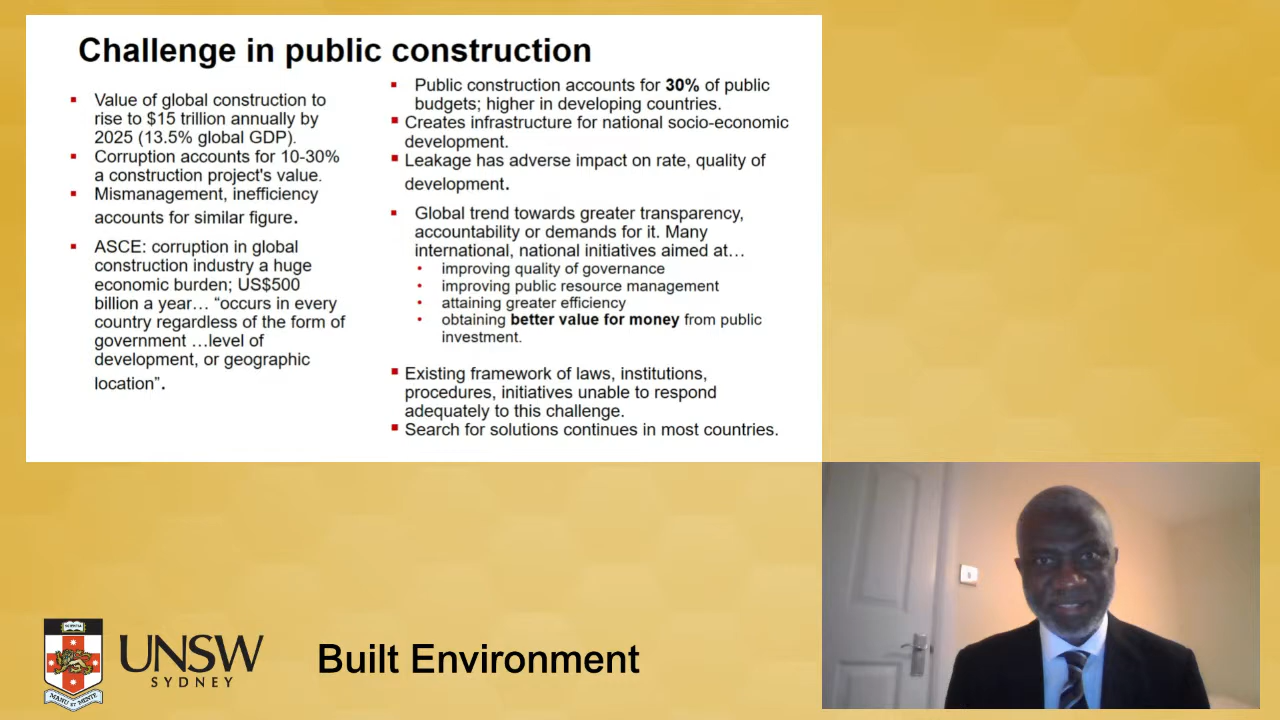 Challenge in public construction
Value of global construction to
rise to $15 trillion annually by
2025 (13.5% global GDP).
Corruption accounts for 10-30%
a construction project's value.
Mismanagement, inefficiency
accounts for similar figure.
ASCE: corruption in global
construction industry a huge
economic burden; US$500
billion a year… “occurs in every
country regardless of the form of
government …level of
development, or geographic
location”.
Public construction accounts for 30% of public
budgets; higher in developing countries.
Creates infrastructure for national socio-economic
development.
Leakage has adverse impact on rate, quality of
development.
Global trend towards greater transparency,
accountability or demands for it. Many
international, national initiatives aimed at…
improving quality of governance
improving public resource management
attaining greater efficiency
obtaining better value for money from public
investment.
Existing framework of laws, institutions,
procedures, initiatives unable to respond
adequately to this challenge.
Search for solutions continues in most countries.
SCIENTIA
MANU ET MENTE
UNSW
SYDNEY
Built Environment